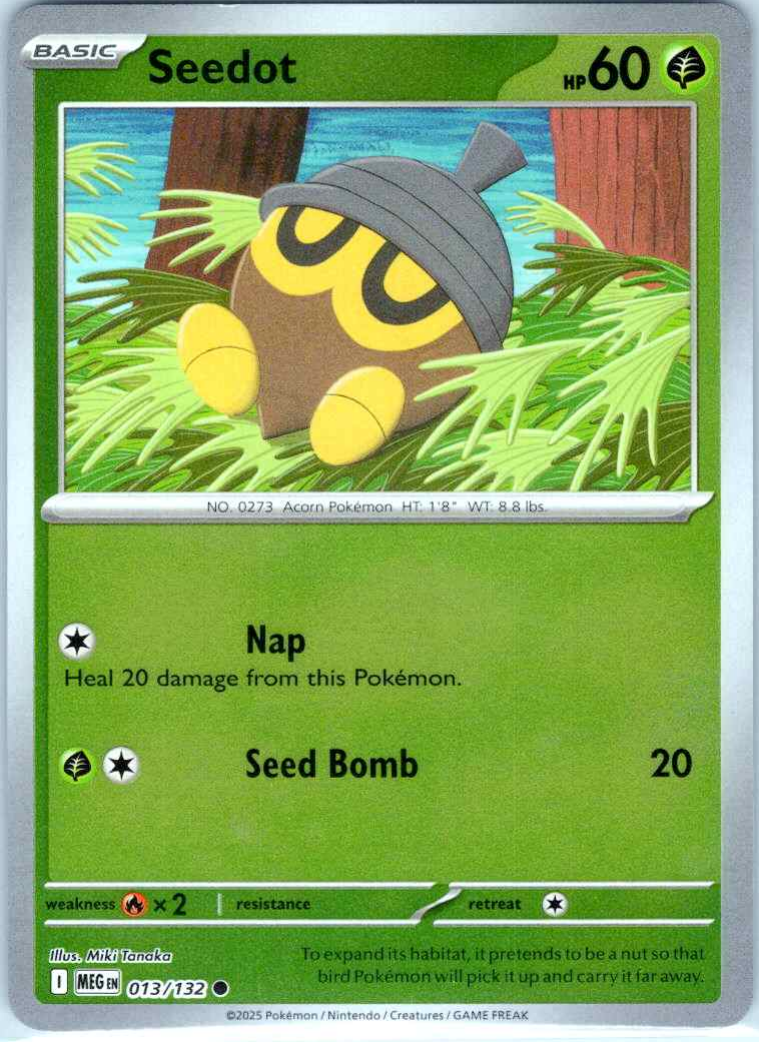 BASIC Seedot HP 60
NO. 0273 Acorn Pokémon HT: 1'8" WT: 8.8 lbs.
Nap
Heal 20 damage from this Pokémon.
Seed Bomb 20
weakness ×2 resistance retreat
Illus. Miki Tanaka
To expand its habitat, it pretends to be a nut so that
bird Pokémon will pick it up and carry it far away.
I MEG EN 013/132
©2025 Pokémon / Nintendo / Creatures / GAME FREAK